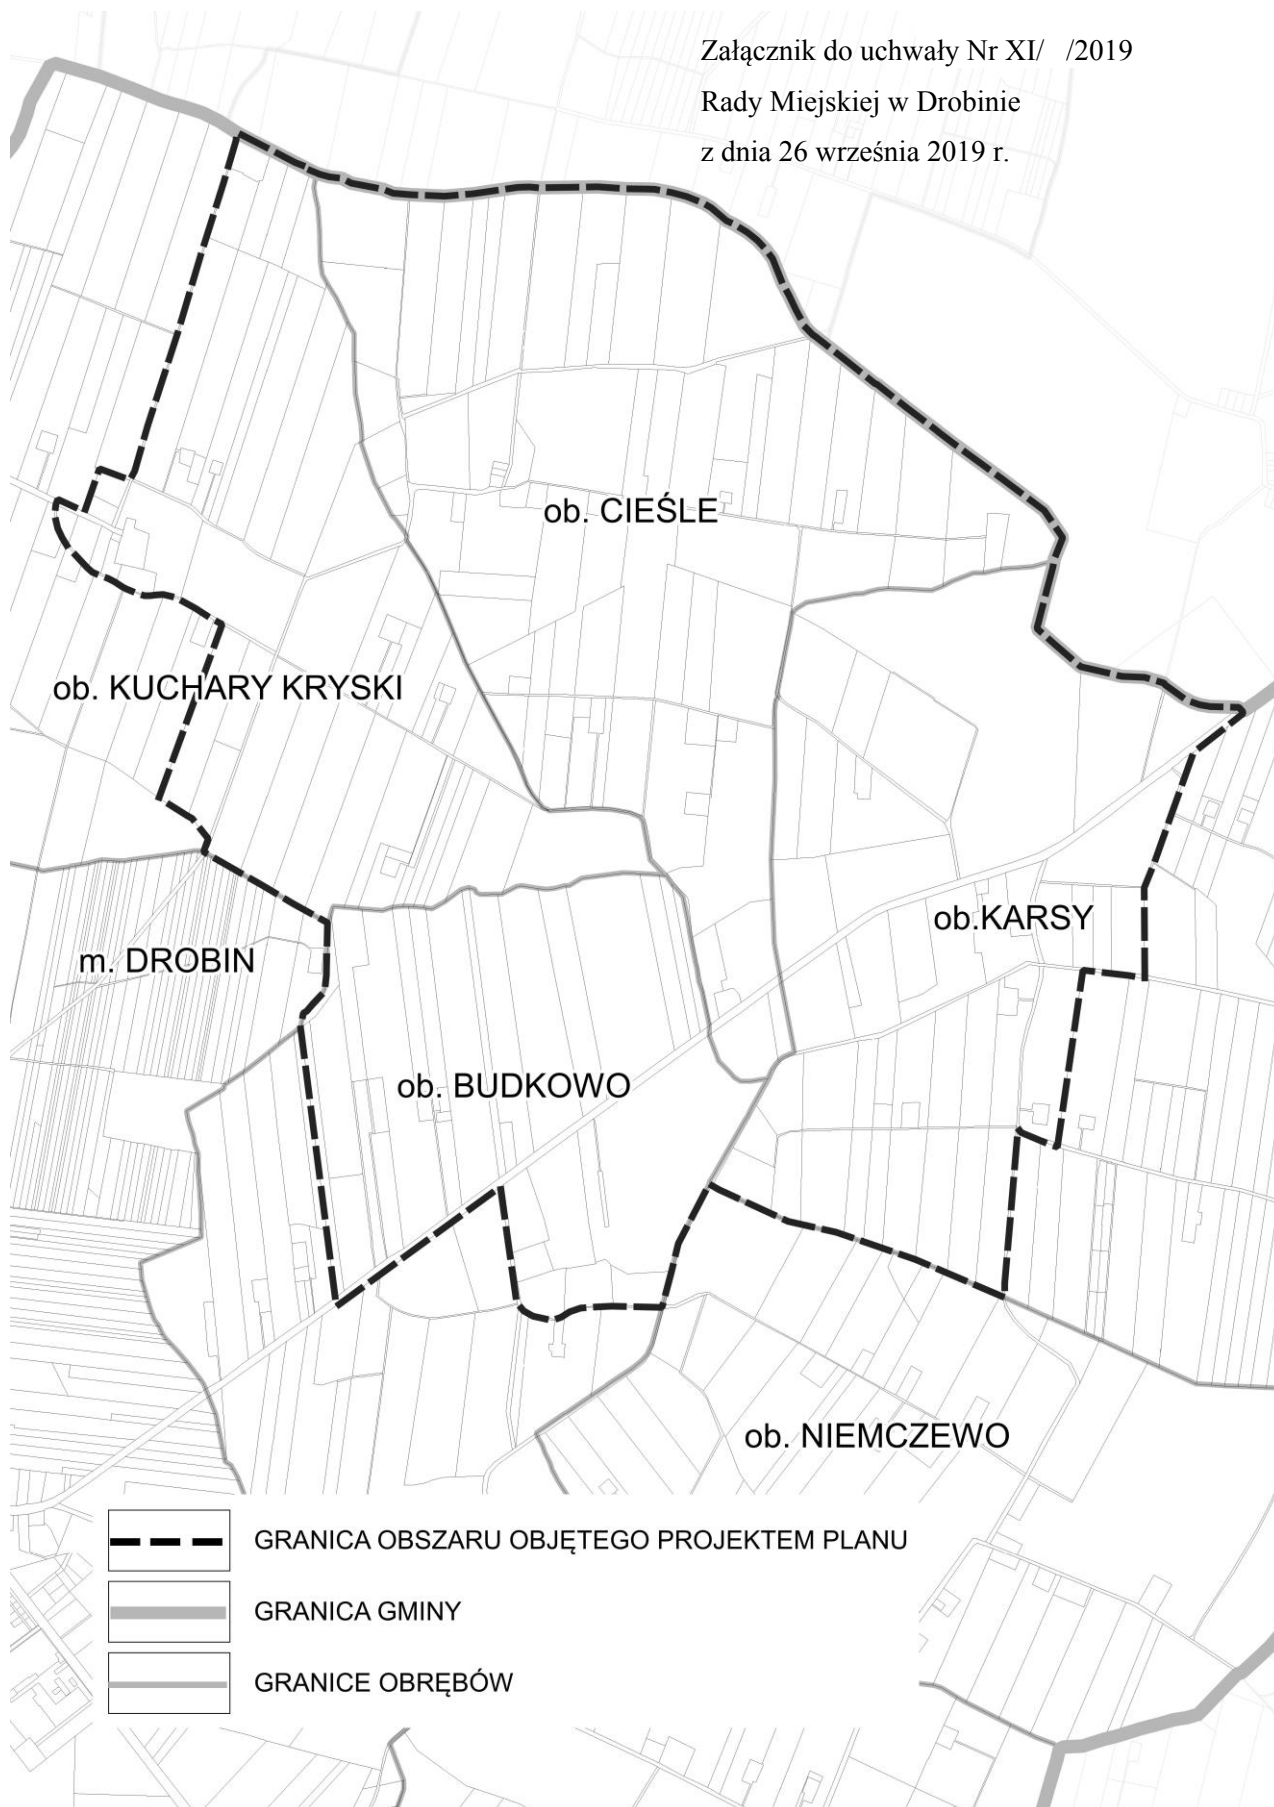 Załącznik do uchwały Nr XI/ /2019
Rady Miejskiej w Drobinie
z dnia 26 września 2019 r.
ob. CIEŚLE
ob. KUCHARY KRYSKI
ob.KARSY
m. DROBIN
ob. BUDKOWO
ob. NIEMCZEWO
GRANICA OBSZARU OBJĘTEGO PROJEKTEM PLANU
GRANICA GMINY
GRANICE OBRĘBÓW